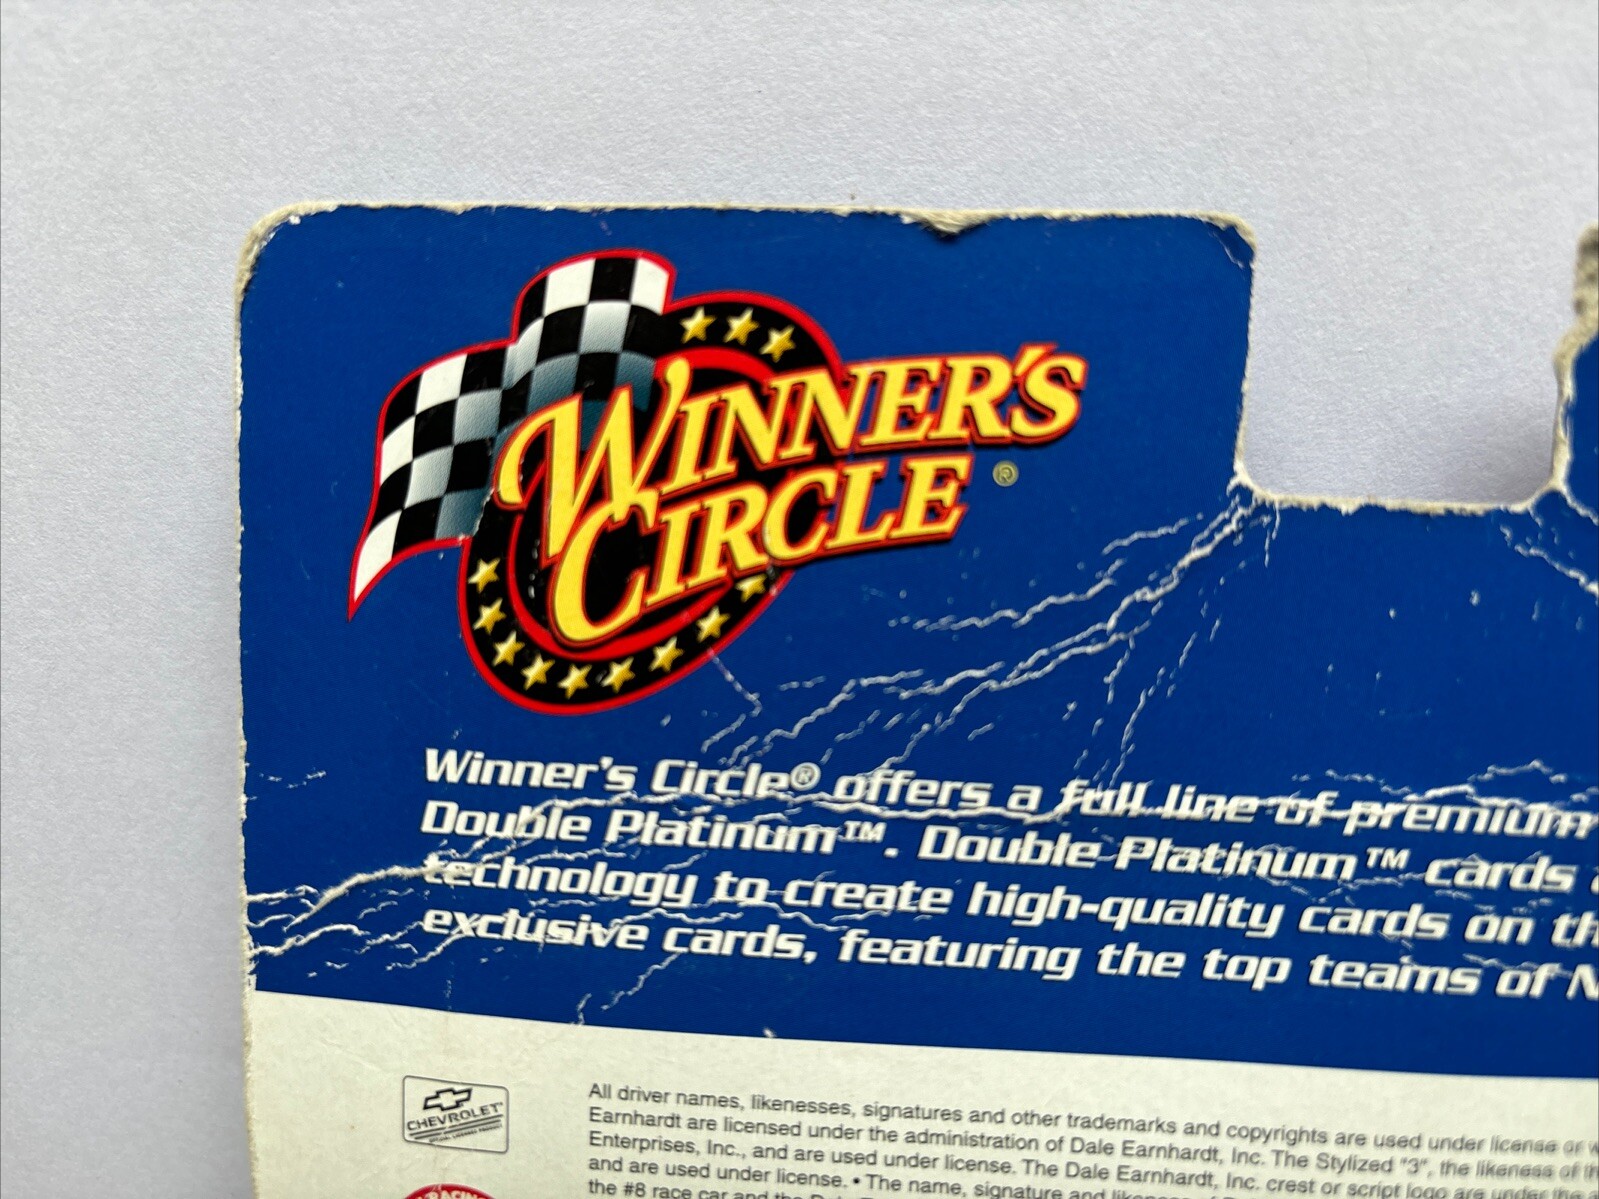 WINNER'S
CIRCLE®
Winner's Circle® offers a full line of premium
Double Platinum™. Double Platinum™ cards
technology to create high-quality cards on
exclusive cards, featuring the top teams of
CHEVROLET
All driver names, likenesses, signatures and other trademarks and copyrights are used under license or
Earnhardt are licensed under the administration of Dale Earnhardt, Inc. The Stylized "3", the likeness of
Enterprises, Inc., and are used under license. The Dale Earnhardt, Inc. crest or script logo are under the
and are used under license. • The name, signature and likeness of
the #8 race car and the
RACING